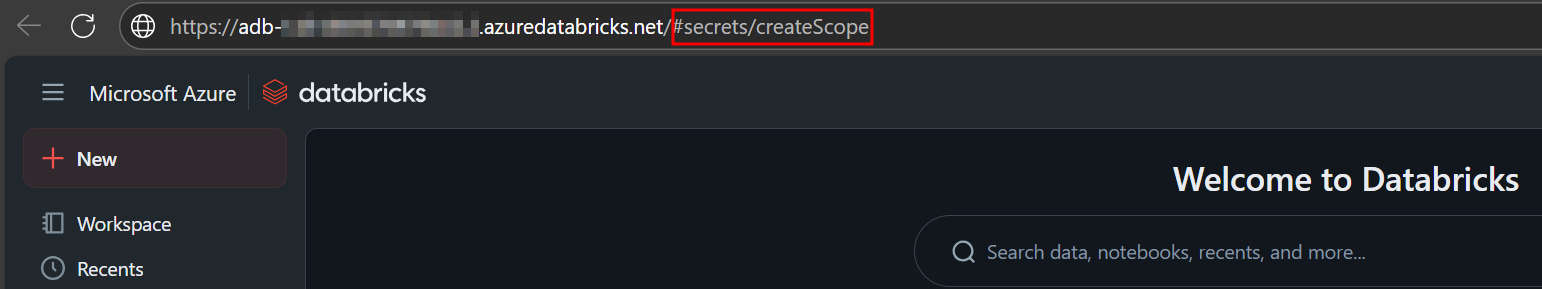 https://adb-.azuredatabricks.net/#secrets/createScope
Microsoft Azure databricks
New
Welcome to Databricks
Workspace
Search data, notebooks, recents, and more...
Recents